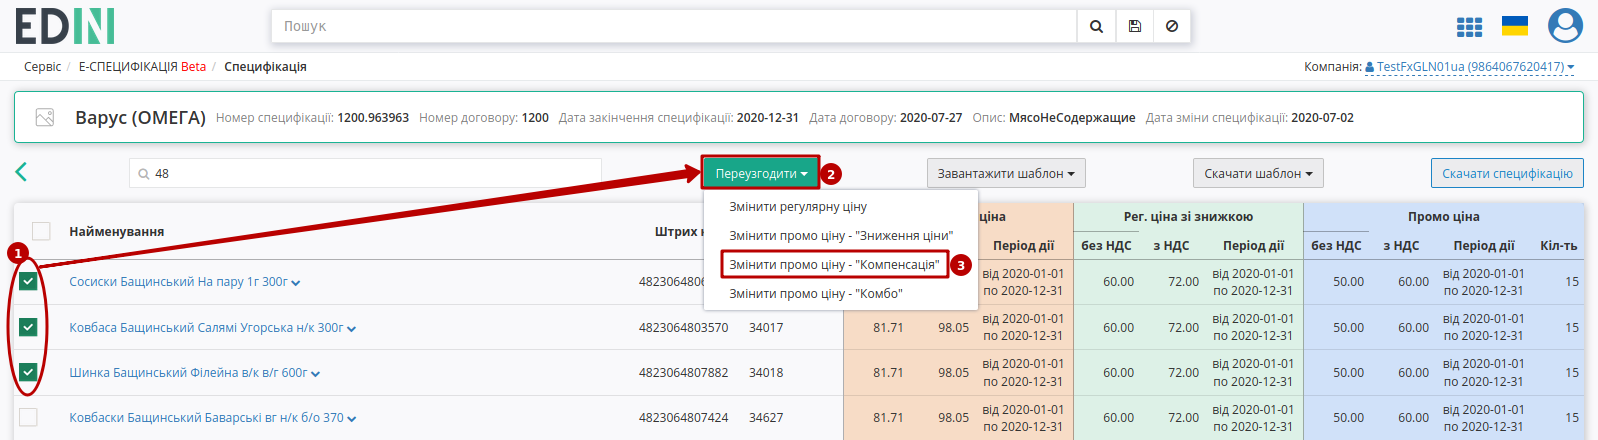 EDIN
Пошук
Сервіс / Е-СПЕЦИФІКАЦІЯ Beta / Специфікація
Компанія: TestFxGLN01ua (9864067620417)
Варус (ОМЕГА) Номер специфікації: 1200.963963 Номер договору: 1200 Дата закінчення специфікації: 2020-12-31 Дата договору: 2020-07-27 Опис: МясоНеСодержащие Дата зміни специфікації: 2020-07-02
48
Переузгодити
2
Завантажити шаблон
Скачати шаблон
Скачати специфікацію
Змінити регулярну ціну
Змінити промо ціну - "Зниження ціни"
Змінити промо ціну - "Компенсація"
3
Змінити промо ціну - "Комбо"
1
Найменування Штрих ціна Рег. ціна зі знижкою Промо ціна
Період дії без НДС з НДС Період дії без НДС з НДС Період дії Кіл-ть
Сосиски Бащинський На пару 1г 300г від 2020-01-01 по 2020-12-31 60.00 72.00 від 2020-01-01 по 2020-12-31 50.00 60.00 від 2020-01-01 по 2020-12-31 15
Ковбаса Бащинський Салямі Угорська н/к 300г 4823064803570 34017 81.71 98.05 від 2020-01-01 по 2020-12-31 60.00 72.00 від 2020-01-01 по 2020-12-31 50.00 60.00 від 2020-01-01 по 2020-12-31 15
Шинка Бащинський Філейна в/к в/г 600г 4823064807882 34018 81.71 98.05 від 2020-01-01 по 2020-12-31 60.00 72.00 від 2020-01-01 по 2020-12-31 50.00 60.00 від 2020-01-01 по 2020-12-31 15
Ковбаски Бащинський Баварські вг н/к б/о 370 4823064807424 34627 81.71 98.05 від 2020-01-01 по 2020-12-31 60.00 72.00 від 2020-01-01 по 2020-12-31 50.00 60.00 від 2020-01-01 по 2020-12-31 15